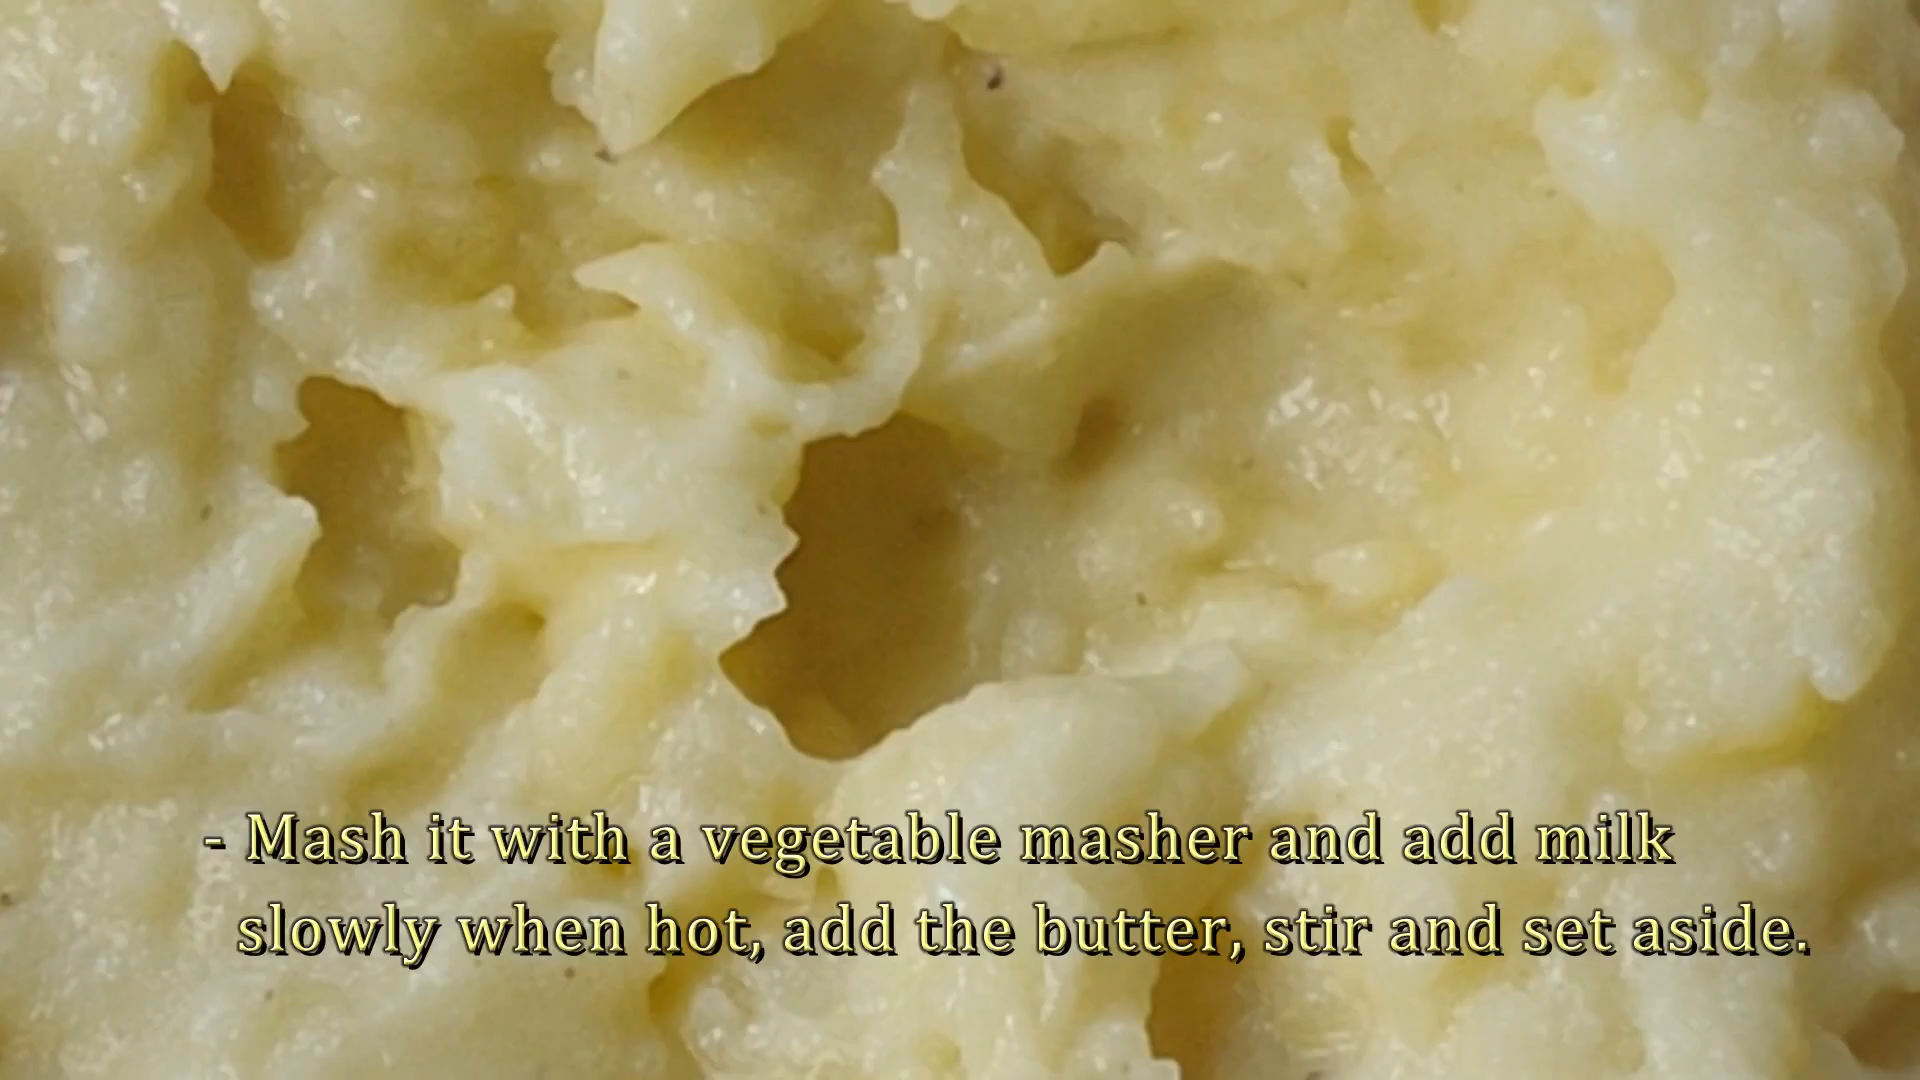 - Mash it with a vegetable masher and add milk
slowly when hot, add the butter, stir and set aside.